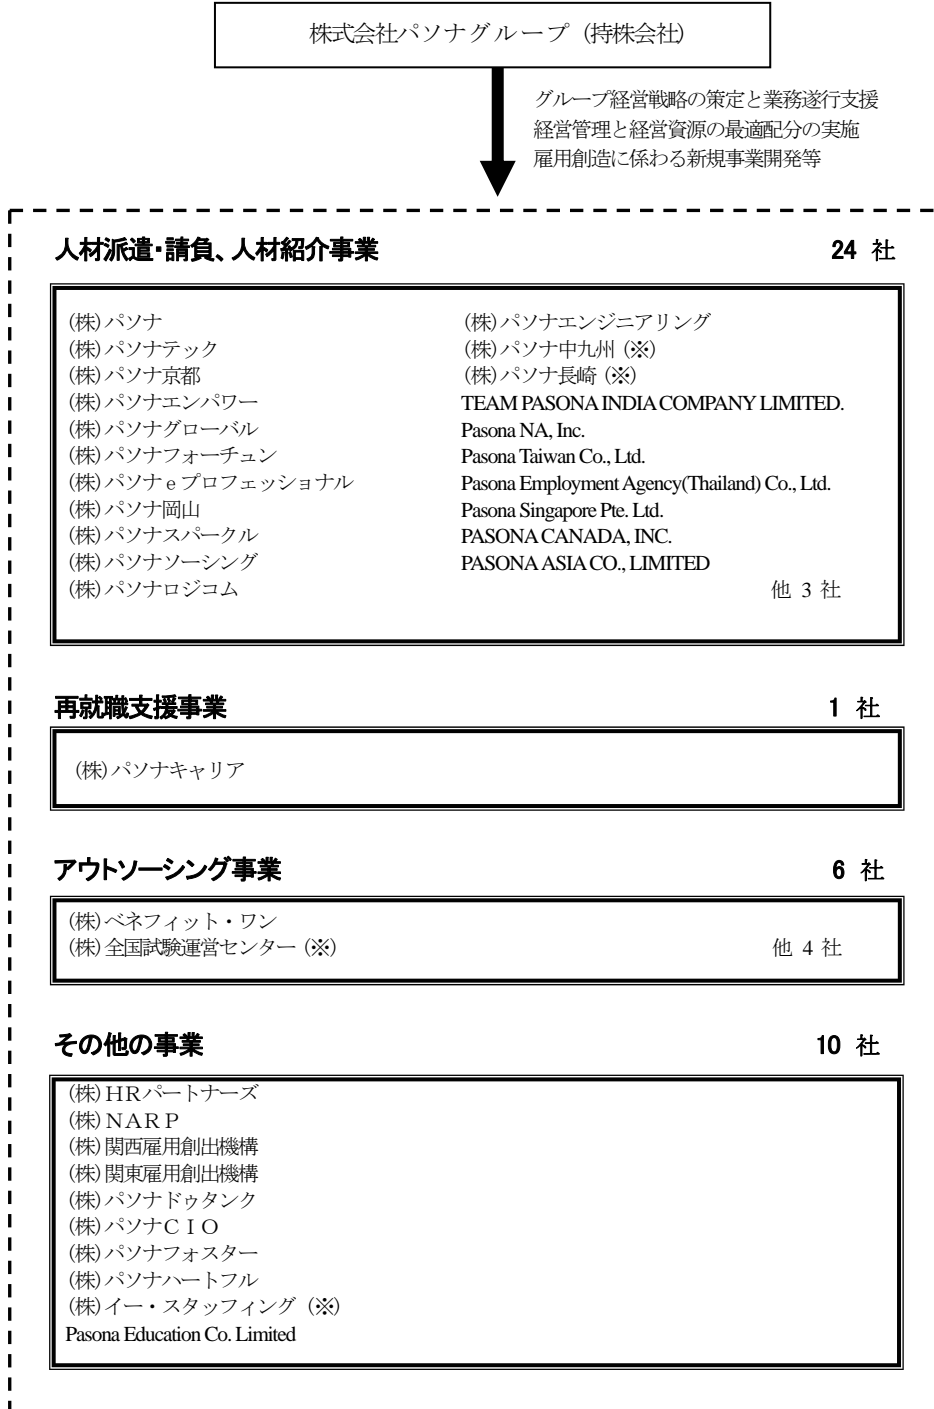 株式会社パソナグループ (持株会社)
グループ経営戦略の策定と業務遂行支援
経営管理と経営資源の最適配分の実施
雇用創造に係わる新規事業開発等
人材派遣・請負、人材紹介事業 24 社
(株)パソナ
(株)パソナテック
(株)パソナ京都
(株)パソナエンパワー
(株)パソナグローバル
(株)パソナフォーチュン
(株)パソナｅプロフェッショナル
(株)パソナ岡山
(株)パソナスパークル
(株)パソナソーシング
(株)パソナロジコム
(株)パソナエンジニアリング
(株)パソナ中九州 (※)
(株)パソナ長崎 (※)
TEAM PASONA INDIA COMPANY LIMITED.
Pasona NA, Inc.
Pasona Taiwan Co., Ltd.
Pasona Employment Agency(Thailand) Co., Ltd.
Pasona Singapore Pte. Ltd.
PASONA CANADA, INC.
PASONA ASIA CO., LIMITED
他 3 社
再就職支援事業 1 社
(株)パソナキャリア
アウトソーシング事業 6 社
(株)ベネフィット・ワン
(株)全国試験運営センター (※) 他 4 社
その他の事業 10 社
(株)ＨＲパートナーズ
(株)ＮＡＲＰ
(株)関西雇用創出機構
(株)関東雇用創出機構
(株)パソナドゥタンク
(株)パソナＣＩＯ
(株)パソナフォスター
(株)パソナハートフル
(株)イー・スタッフィング (※)
Pasona Education Co. Limited